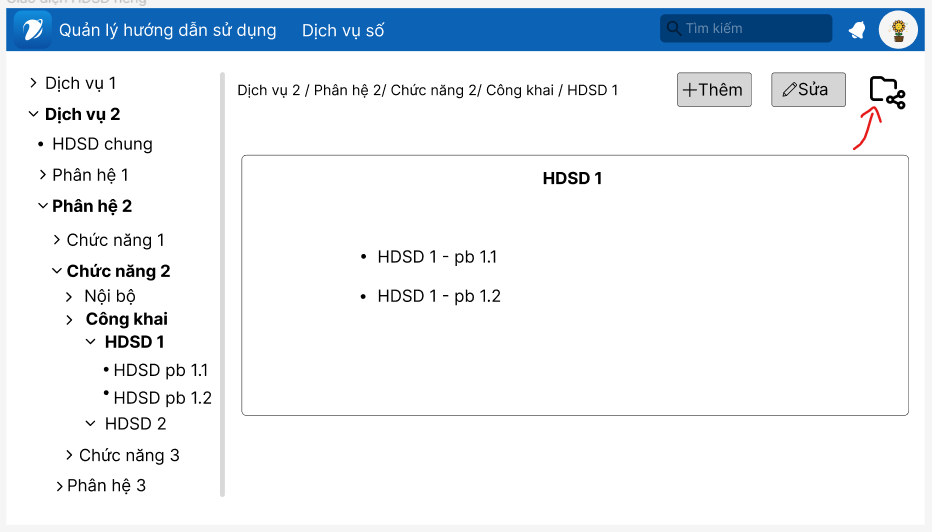 Giao diện HDSD riêng
Quản lý hướng dẫn sử dụng
Dịch vụ số
Tìm kiếm
Dịch vụ 1
Dịch vụ 2
HDSD chung
Phân hệ 1
Phân hệ 2
Chức năng 1
Chức năng 2
Nội bộ
Công khai
HDSD 1
HDSD pb 1.1
HDSD pb 1.2
HDSD 2
Chức năng 3
Phân hệ 3
Dịch vụ 2 / Phân hệ 2/ Chức năng 2/ Công khai / HDSD 1
Thêm
Sửa
HDSD 1
HDSD 1 - pb 1.1
HDSD 1 - pb 1.2